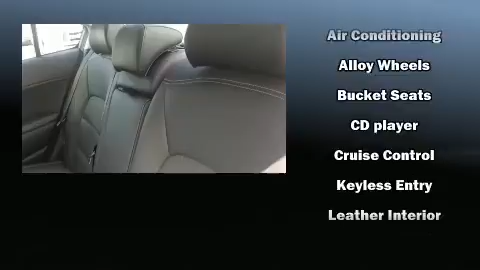 Air Conditioning
Alloy Wheels
Bucket Seats
CD player
Cruise Control
Keyless Entry
Leather Interior